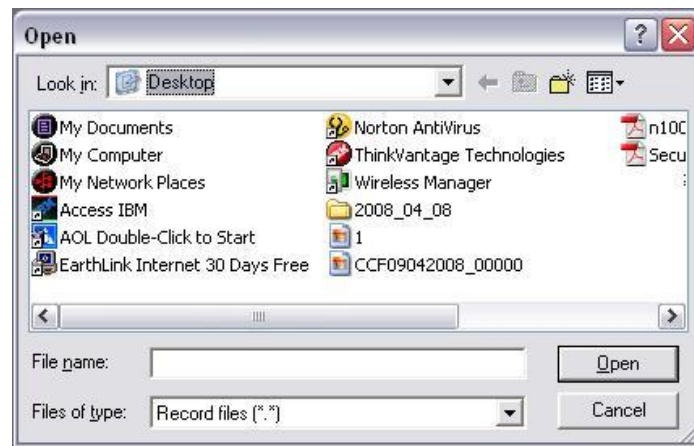 Open
Look in: Desktop
My Documents
My Computer
My Network Places
Access IBM
AOL Double-Click to Start
EarthLink Internet 30 Days Free
Norton AntiVirus
ThinkVantage Technologies
Wireless Manager
2008_04_08
1
CCF09042008_00000
n10C
Secu
File name:
Open
Files of type: Record files (*.*)
Cancel